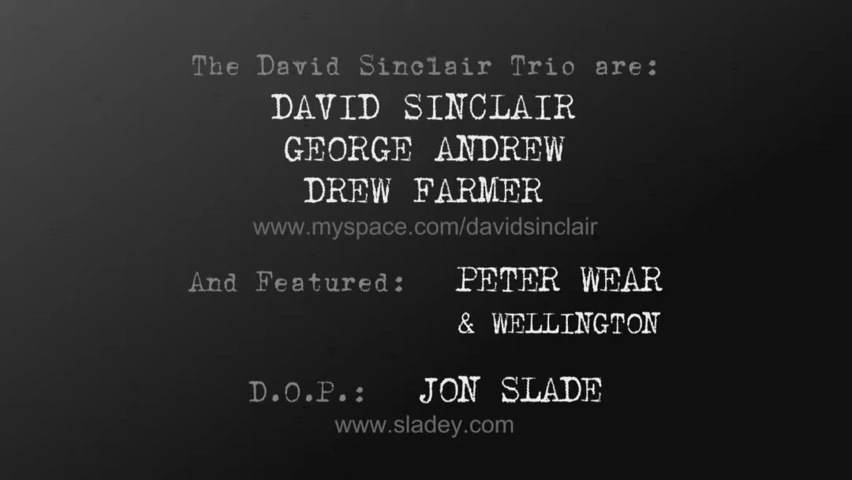 The David Sinclair Trio are:
DAVID SINCLAIR
GEORGE ANDREW
DREW FARMER
www.myspace.com/davidsinclair
And Featured: PETER WEAR
& WELLINGTON
D.O.P.: JON SLADE
www.sladey.com